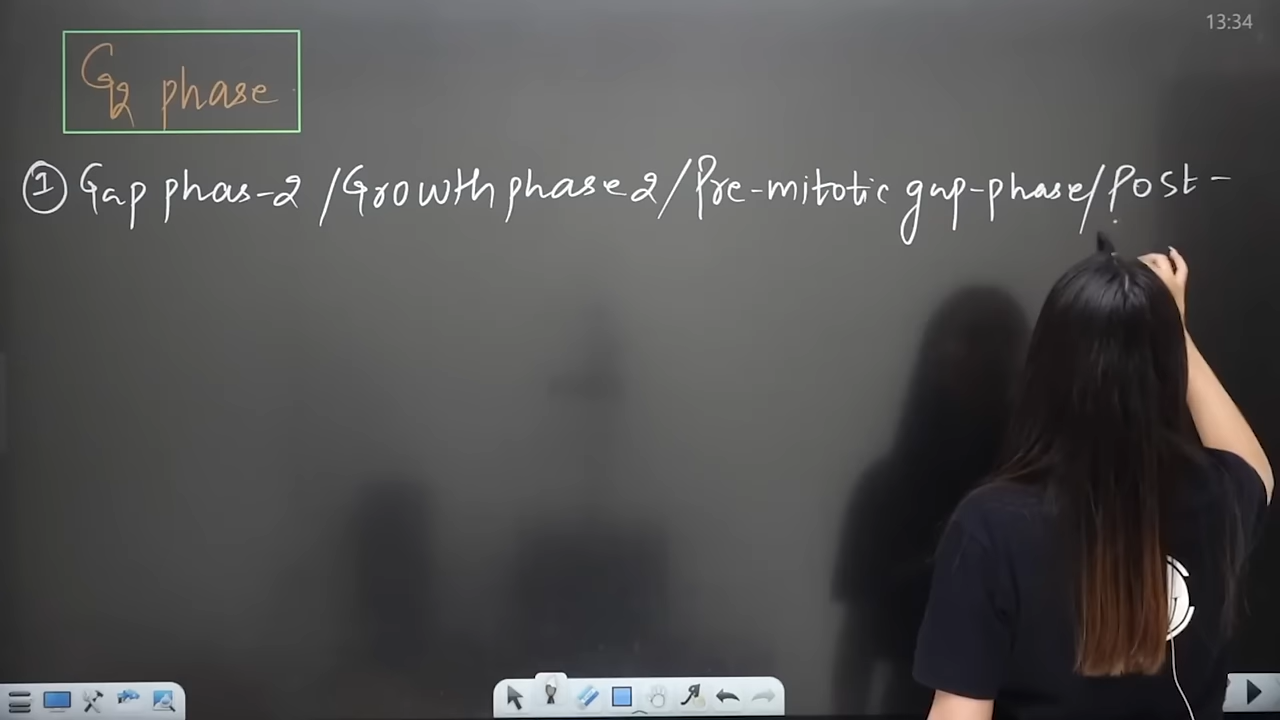 13:34
G2 phase
① Gap phas-2 /Growth phase 2/Pre-mitotic gap-phase/Post-